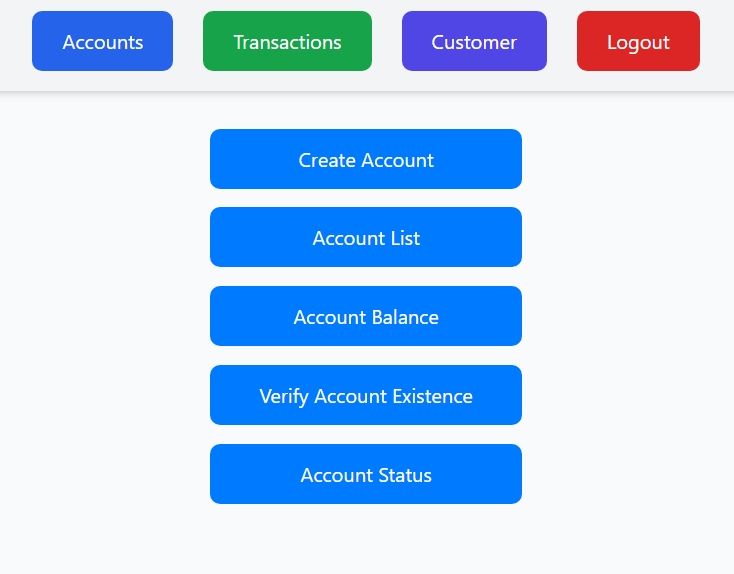 Accounts Transactions Customer Logout
Create Account
Account List
Account Balance
Verify Account Existence
Account Status